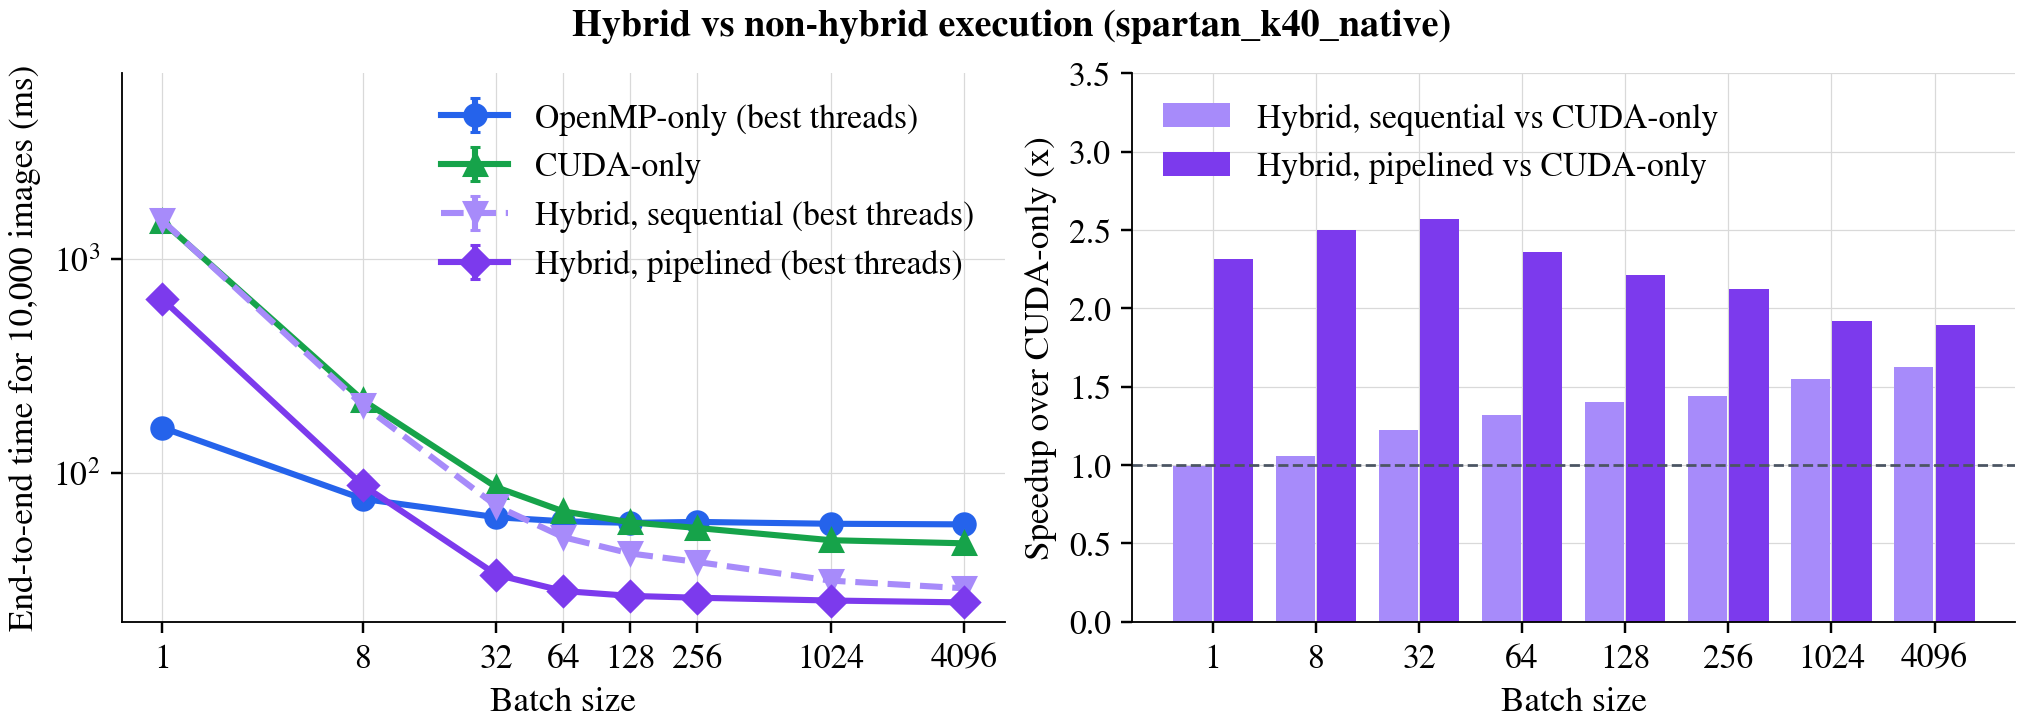 Hybrid vs non-hybrid execution (spartan_k40_native)
End-to-end time for 10,000 images (ms)
10³
10²
OpenMP-only (best threads)
CUDA-only
Hybrid, sequential (best threads)
Hybrid, pipelined (best threads)
1 8 32 64 128 256 1024 4096
Batch size
Speedup over CUDA-only (x)
3.5
3.0
2.5
2.0
1.5
1.0
0.5
0.0
Hybrid, sequential vs CUDA-only
Hybrid, pipelined vs CUDA-only
1 8 32 64 128 256 1024 4096
Batch size